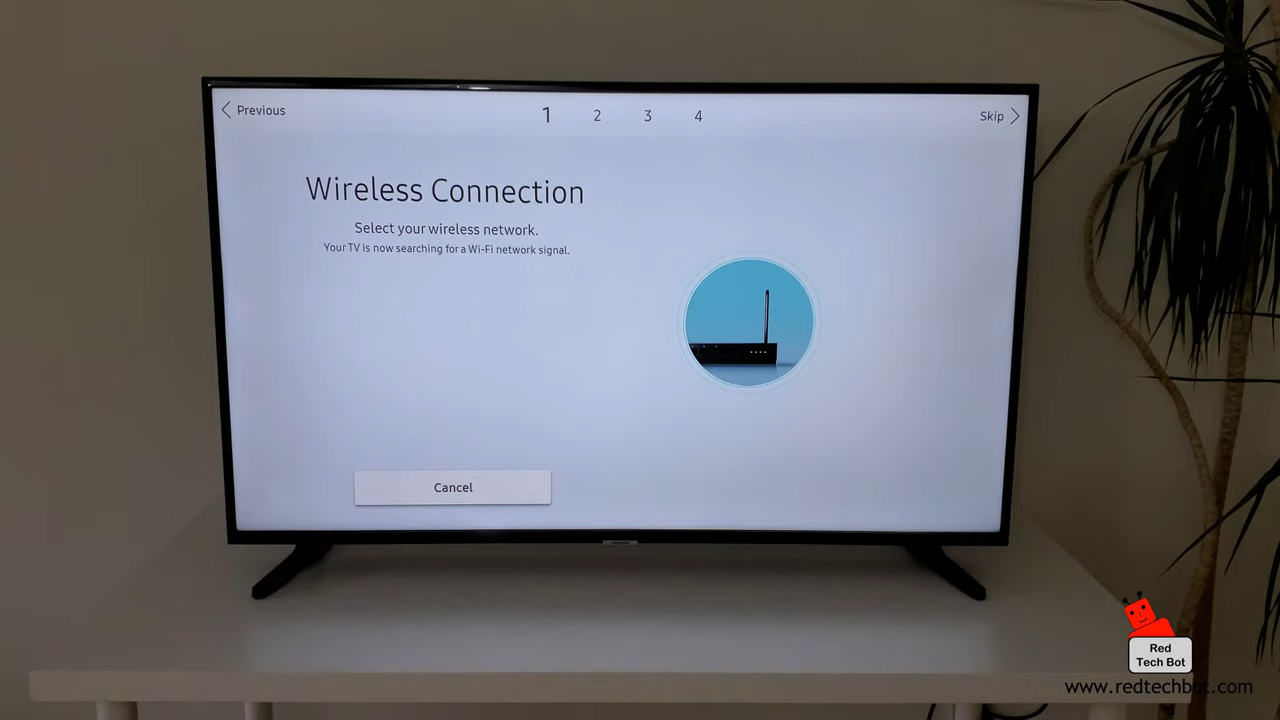 Previous
1 2 3 4
Skip
Wireless Connection
Select your wireless network.
Your TV is now searching for a Wi-Fi network signal.
Cancel
Red
Tech Bot
www.redtechbot.com